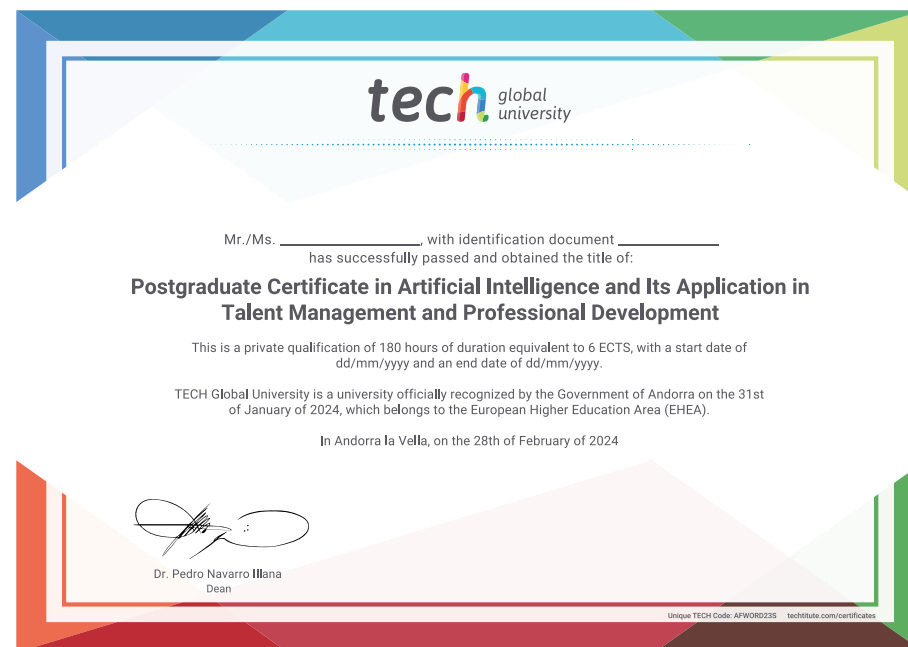 tech global university
Mr./Ms. ________________, with identification document ____________
has successfully passed and obtained the title of:
Postgraduate Certificate in Artificial Intelligence and Its Application in
Talent Management and Professional Development
This is a private qualification of 180 hours of duration equivalent to 6 ECTS, with a start date of
dd/mm/yyyy and an end date of dd/mm/yyyy.
TECH Global University is a university officially recognized by the Government of Andorra on the 31st
of January of 2024, which belongs to the European Higher Education Area (EHEA).
In Andorra la Vella, on the 28th of February of 2024
Dr. Pedro Navarro Illana
Dean
Unique TECH Code: AFWORD23S techtitute.com/certificates